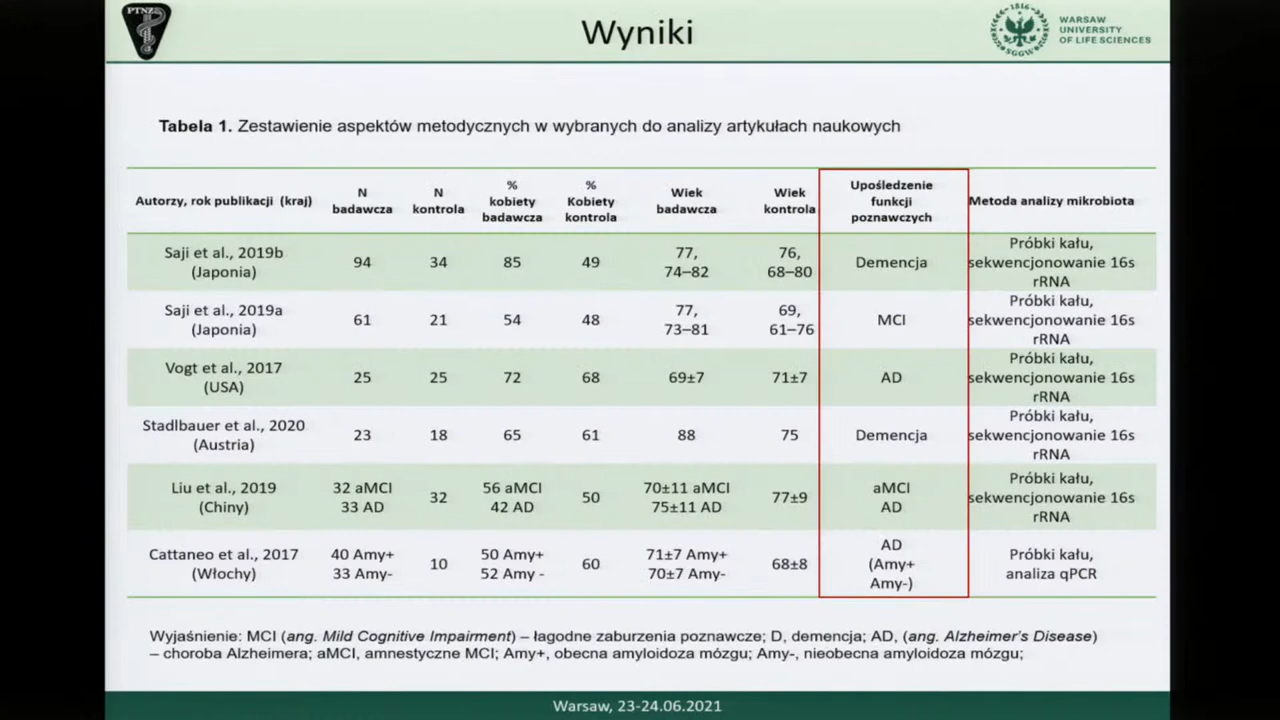 PTNZ
Wyniki
1816
SGGW
WARSAW
UNIVERSITY
OF LIFE SCIENCES
Tabela 1. Zestawienie aspektów metodycznych w wybranych do analizy artykułach naukowych
Autorzy, rok publikacji (kraj)
N
badawcza
N
kontrola
%
kobiety
badawcza
%
Kobiety
kontrola
Wiek
badawcza
Wiek
kontrola
Upośledzenie
funkcji
poznawczych
Metoda analizy mikrobiota
Saji et al., 2019b
(Japonia)
94
34
85
49
77,
74–82
76,
68–80
Demencja
Próbki kału,
sekwencjonowanie 16s
rRNA
Saji et al., 2019a
(Japonia)
61
21
54
48
77,
73–81
69,
61–76
MCI
Próbki kału,
sekwencjonowanie 16s
rRNA
Vogt et al., 2017
(USA)
25
25
72
68
69±7
71±7
AD
Próbki kału,
sekwencjonowanie 16s
rRNA
Stadlbauer et al., 2020
(Austria)
23
18
65
61
88
75
Demencja
Próbki kału,
sekwencjonowanie 16s
rRNA
Liu et al., 2019
(Chiny)
32 aMCI
33 AD
32
56 aMCI
42 AD
50
70±11 aMCI
75±11 AD
77±9
aMCI
AD
Próbki kału,
sekwencjonowanie 16s
rRNA
Cattaneo et al., 2017
(Włochy)
40 Amy+
33 Amy-
10
50 Amy+
52 Amy -
60
71±7 Amy+
70±7 Amy-
68±8
AD
(Amy+
Amy-)
Próbki kału,
analiza qPCR
Wyjaśnienie: MCI (ang. Mild Cognitive Impairment) – łagodne zaburzenia poznawcze; D, demencja; AD, (ang. Alzheimer's Disease)
– choroba Alzheimera; aMCI, amnestyczne MCI; Amy+, obecna amyloidoza mózgu; Amy-, nieobecna amyloidoza mózgu;
Warsaw, 23-24.06.2021